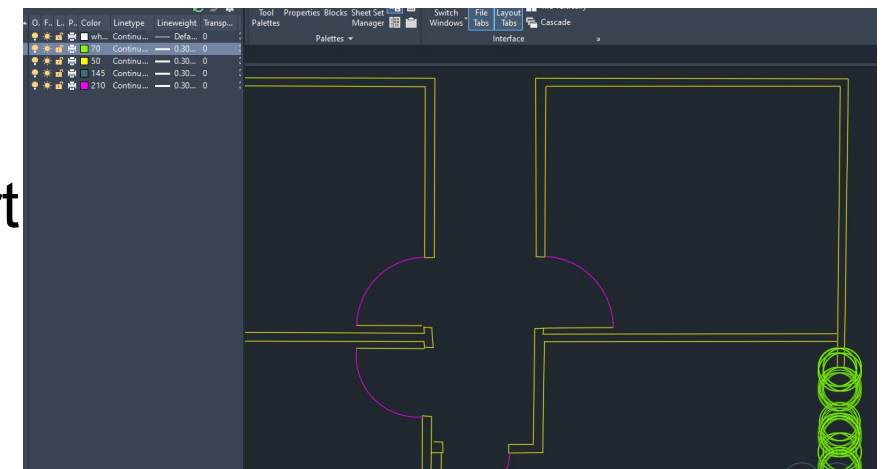 O. F.. L.. P.. Color Linetype Lineweight Transp...
wh... Continu... Defa... 0
70 Continu... 0.30... 0
50 Continu... 0.30... 0
145 Continu... 0.30... 0
210 Continu... 0.30... 0
Tool Palettes
Properties
Blocks
Sheet Set Manager
Palettes
Switch Windows
File Tabs
Layout Tabs
Cascade
Interface